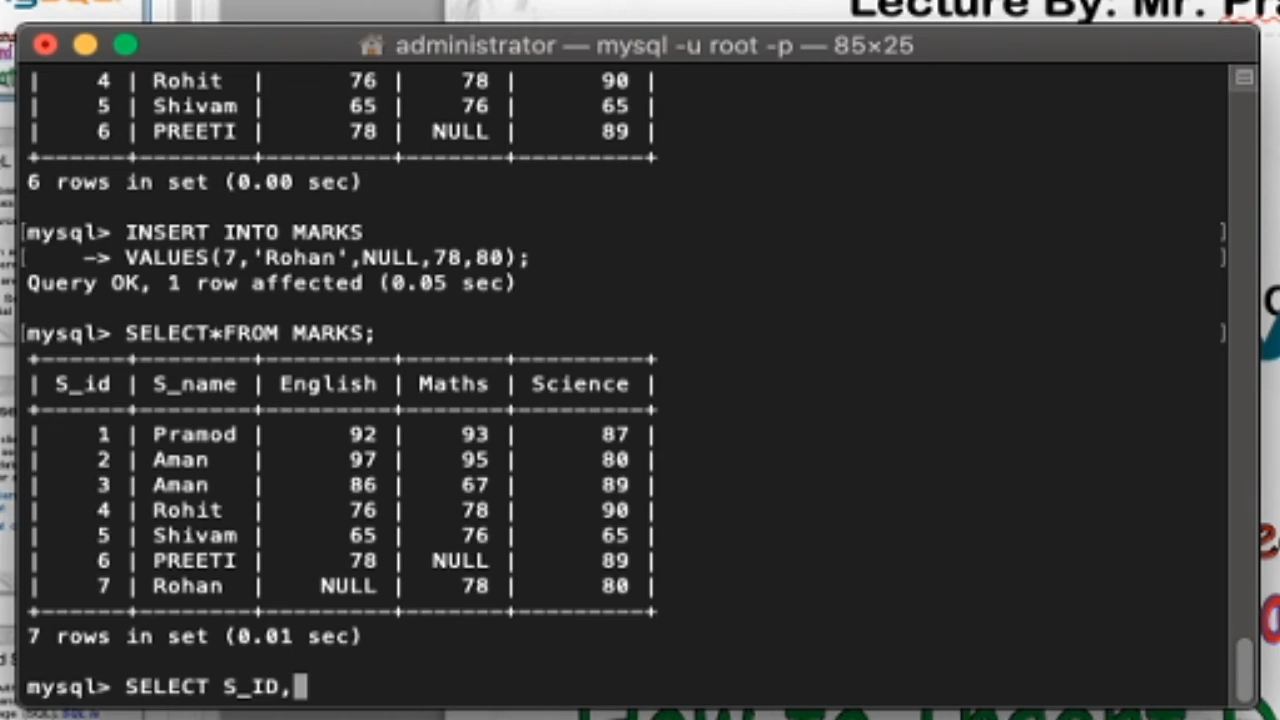 Lecture By: Mr.
administrator — mysql -u root -p — 85×25
|     4 | Rohit   |      76 |    78 |      90 |
|     5 | Shivam  |      65 |    76 |      65 |
|     6 | PREETI  |      78 |  NULL |      89 |
+-------+---------+---------+-------+---------+
6 rows in set (0.00 sec)
[mysql> INSERT INTO MARKS ]
[    -> VALUES(7,'Rohan',NULL,78,80); ]
Query OK, 1 row affected (0.05 sec)
[mysql> SELECT*FROM MARKS; ]
+-------+---------+---------+-------+---------+
| S_id | S_name | English | Maths | Science |
+-------+---------+---------+-------+---------+
|     1 | Pramod  |      92 |    93 |      87 |
|     2 | Aman    |      97 |    95 |      80 |
|     3 | Aman    |      86 |    67 |      89 |
|     4 | Rohit   |      76 |    78 |      90 |
|     5 | Shivam  |      65 |    76 |      65 |
|     6 | PREETI  |      78 |  NULL |      89 |
|     7 | Rohan   |    NULL |    78 |      80 |
+-------+---------+---------+-------+---------+
7 rows in set (0.01 sec)
mysql> SELECT S_ID,